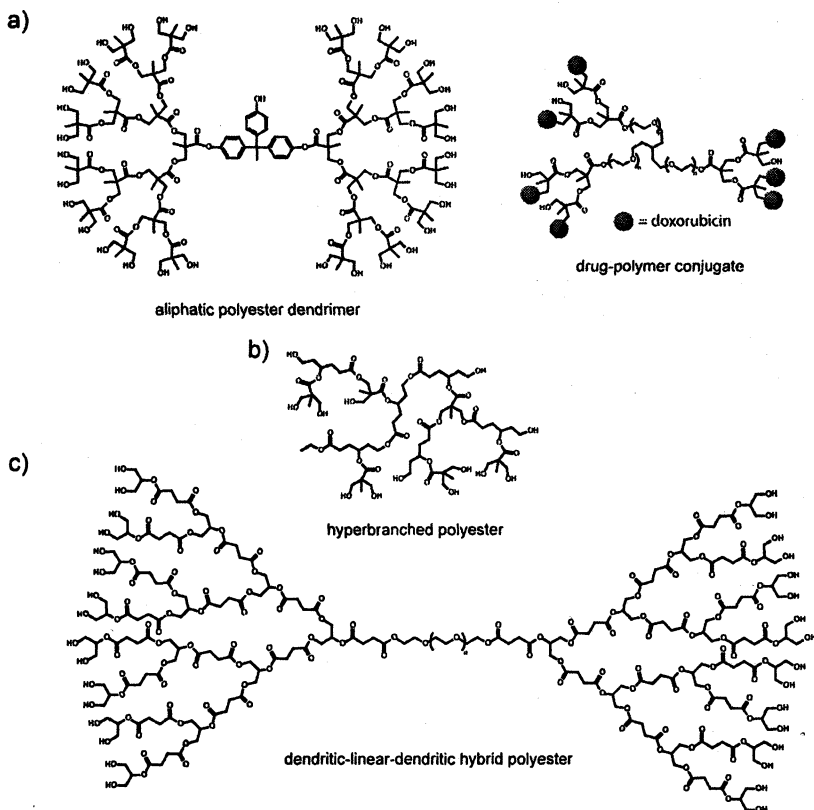 a)
= doxorubicin
drug-polymer conjugate
aliphatic polyester dendrimer
b)
hyperbranched polyester
c)
dendritic-linear-dendritic hybrid polyester